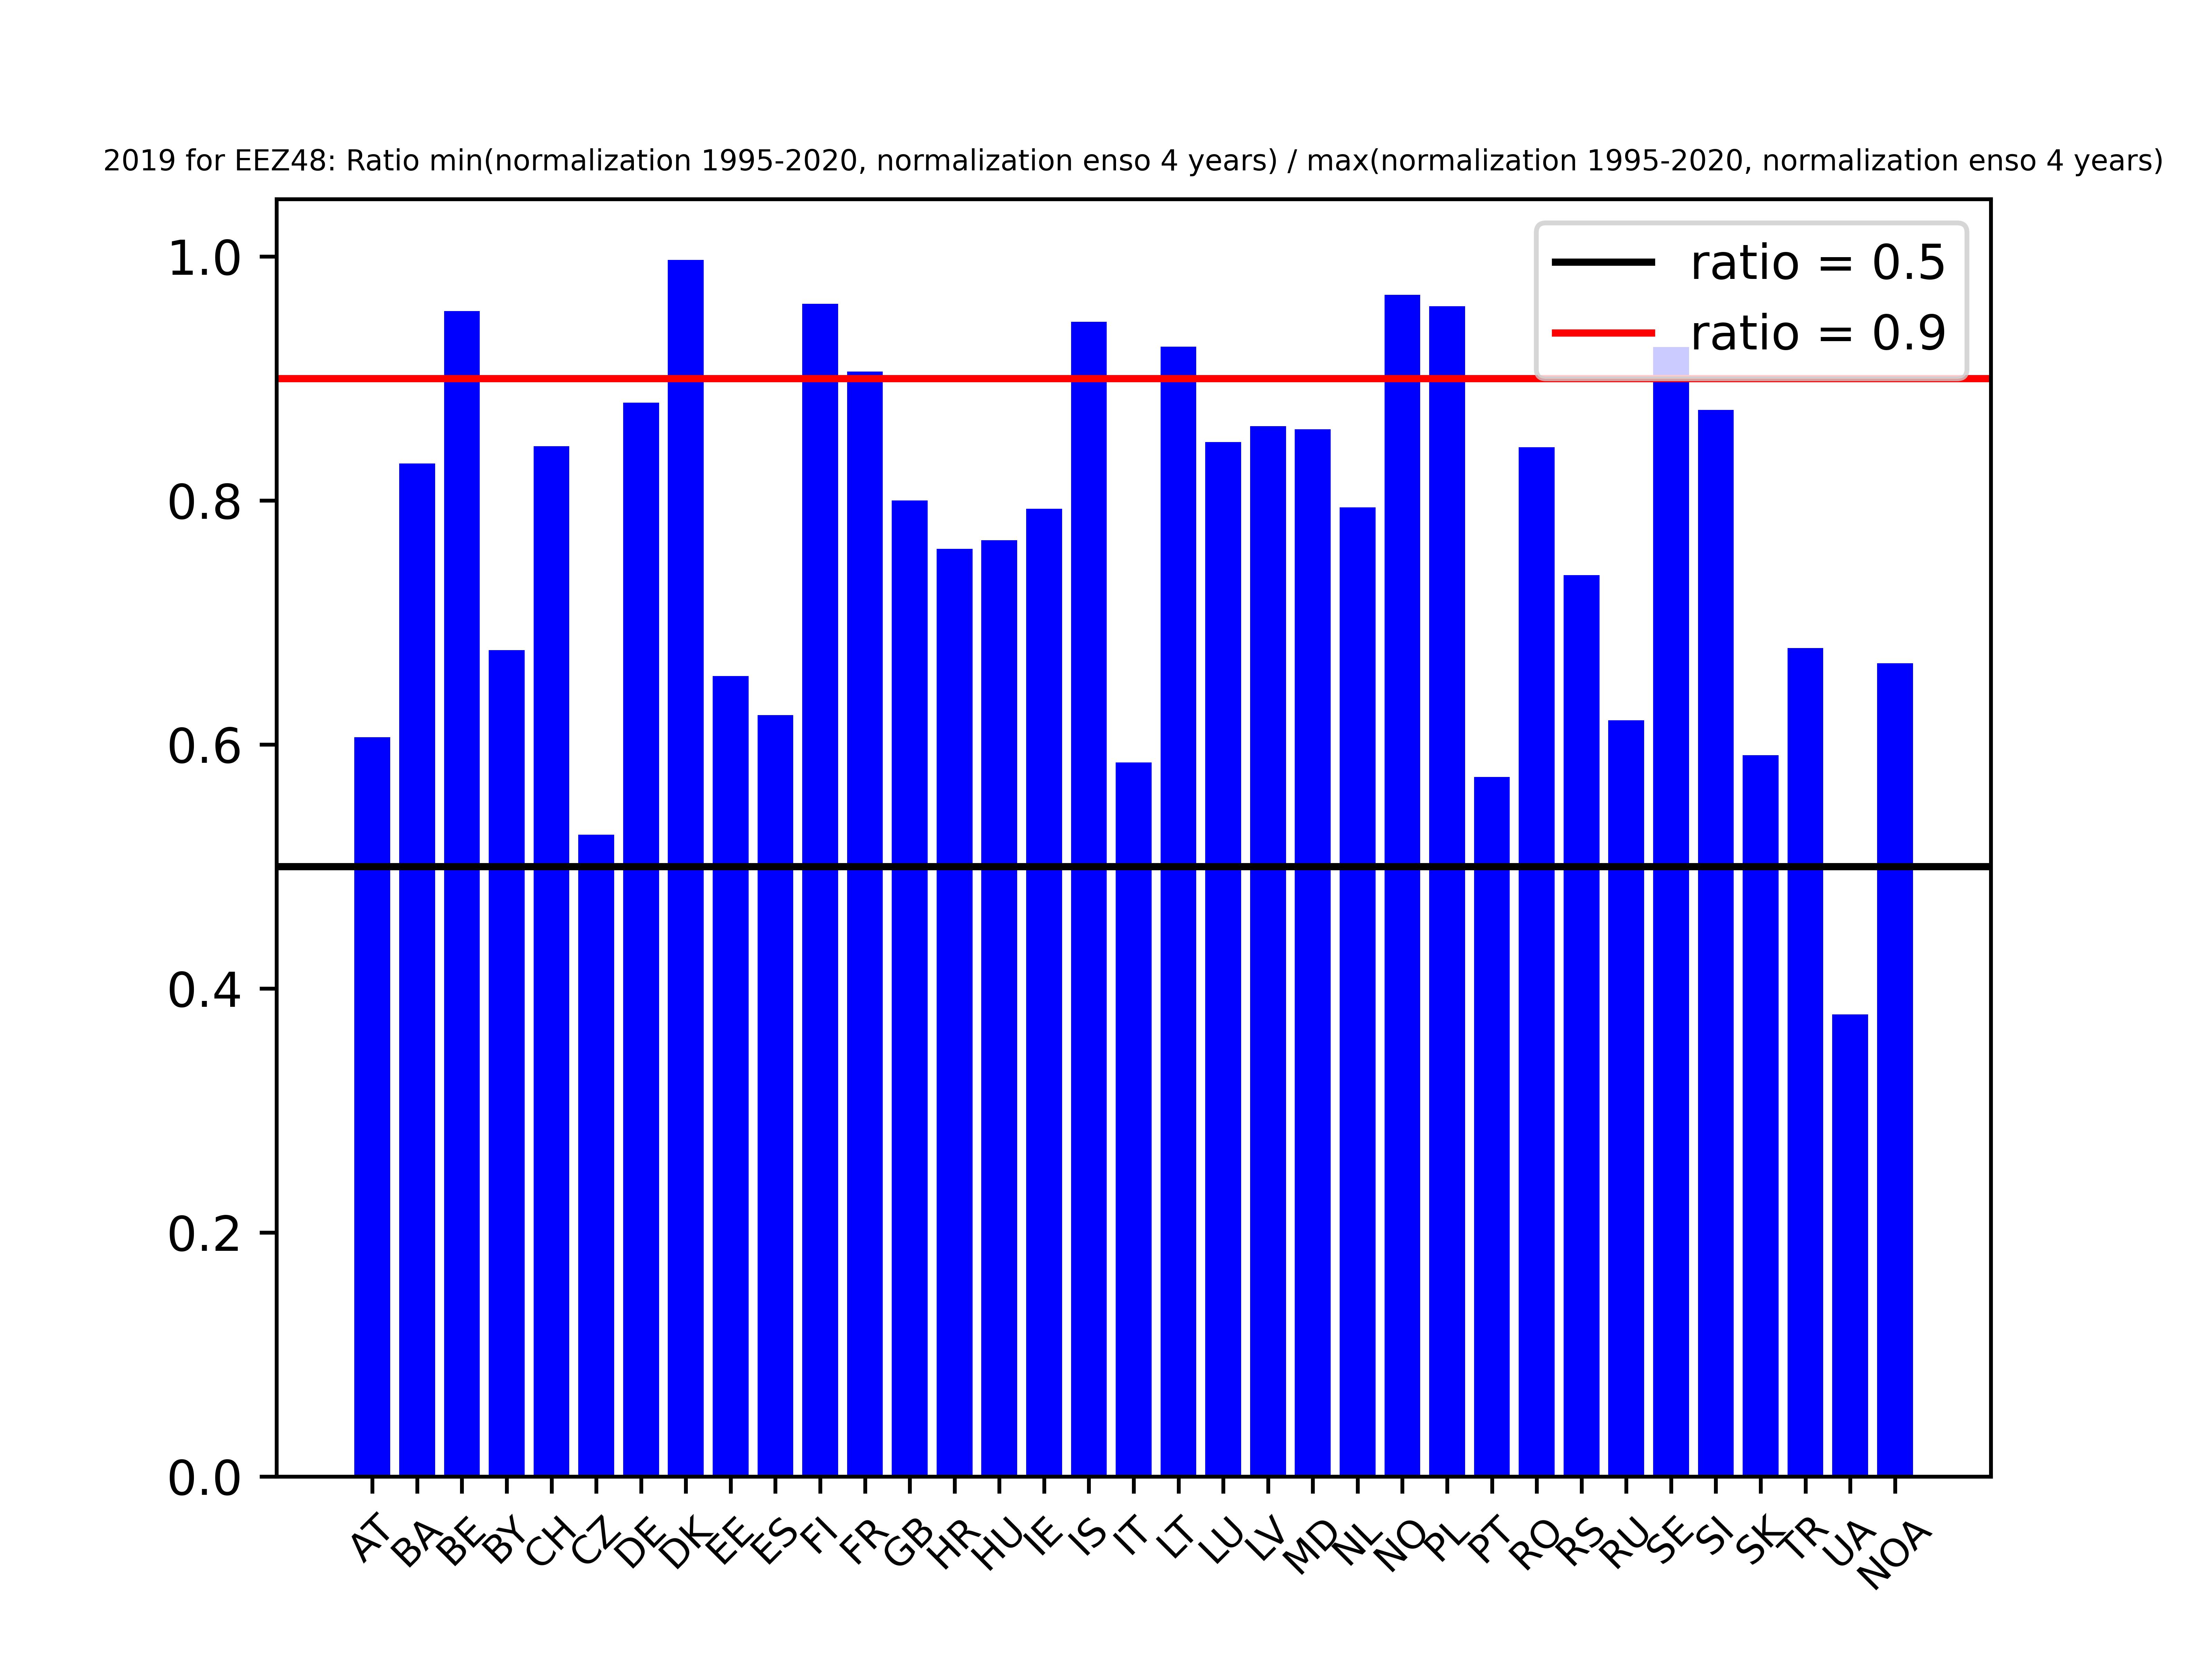 2019 for EEZ48: Ratio min(normalization 1995-2020, normalization enso 4 years) / max(normalization 1995-2020, normalization enso 4 years)
ratio = 0.5
ratio = 0.9
1.0
0.8
0.6
0.4
0.2
0.0
AT BA BE BY CH CZ DE DK EE ES FI FR GB HR HU IE IS IT LT LU LV MD NL NO PL PT RO RS RU SE SI SK TR UA NOA